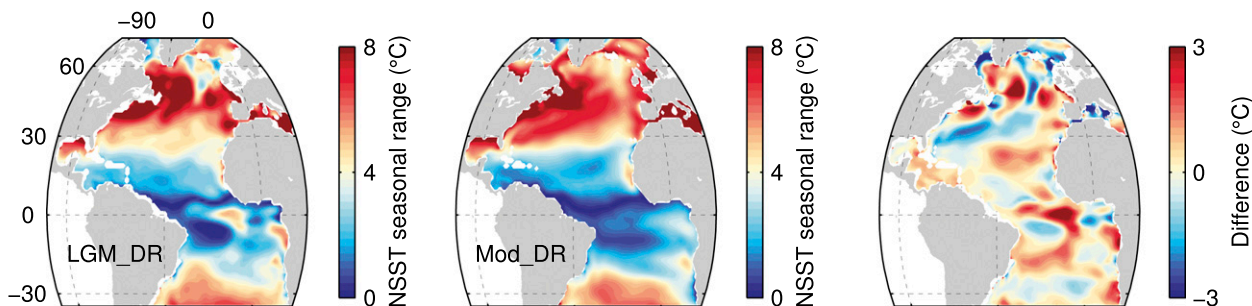 −90 0
60
30
0
−30
LGM_DR
8
4
0
NSST seasonal range (°C)
Mod_DR
8
4
0
NSST seasonal range (°C)
3
0
−3
Difference (°C)